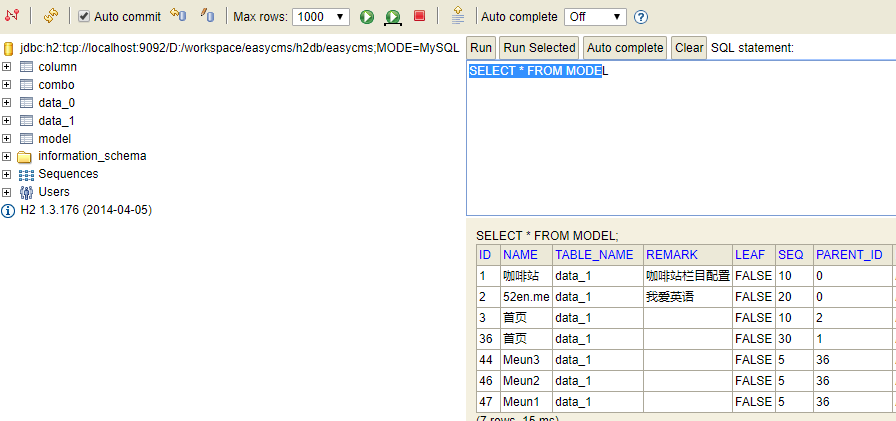 Auto commit Max rows: 1000 Auto complete Off
jdbc:h2:tcp://localhost:9092/D:/workspace/easycms/h2db/easycms;MODE=MySQL
column
combo
data_0
data_1
model
information_schema
Sequences
Users
H2 1.3.176 (2014-04-05)
Run Run Selected Auto complete Clear SQL statement:
SELECT * FROM MODEL
SELECT * FROM MODEL;
ID NAME TABLE_NAME REMARK LEAF SEQ PARENT_ID
1 咖啡站 data_1 咖啡站栏目配置 FALSE 10 0
2 52en.me data_1 我爱英语 FALSE 20 0
3 首页 data_1 FALSE 10 2
36 首页 data_1 FALSE 30 1
44 Meun3 data_1 FALSE 5 36
46 Meun2 data_1 FALSE 5 36
47 Meun1 data_1 FALSE 5 36
(7 rows, 15 ms)